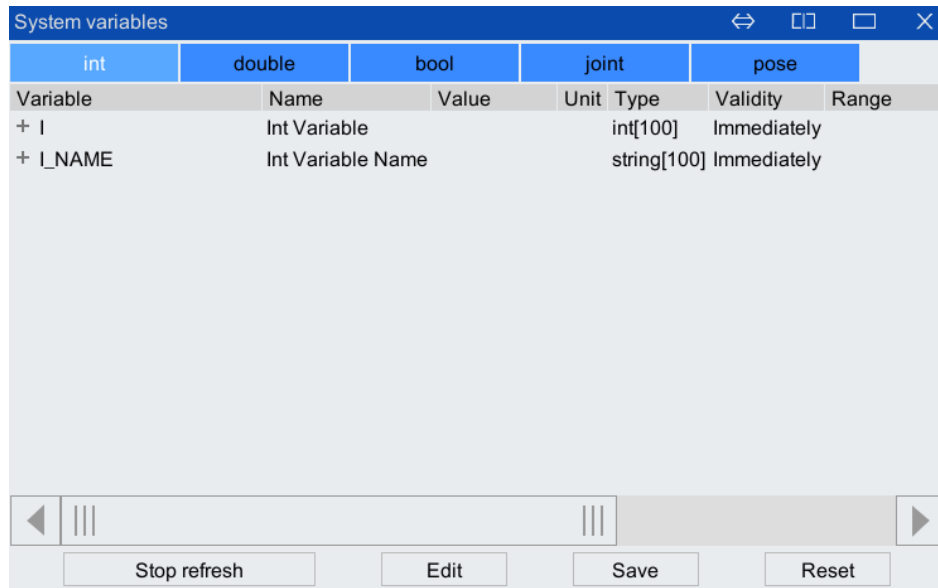 System variables
int double bool joint pose
Variable Name Value Unit Type Validity Range
I Int Variable int[100] Immediately
I_NAME Int Variable Name string[100] Immediately
Stop refresh Edit Save Reset